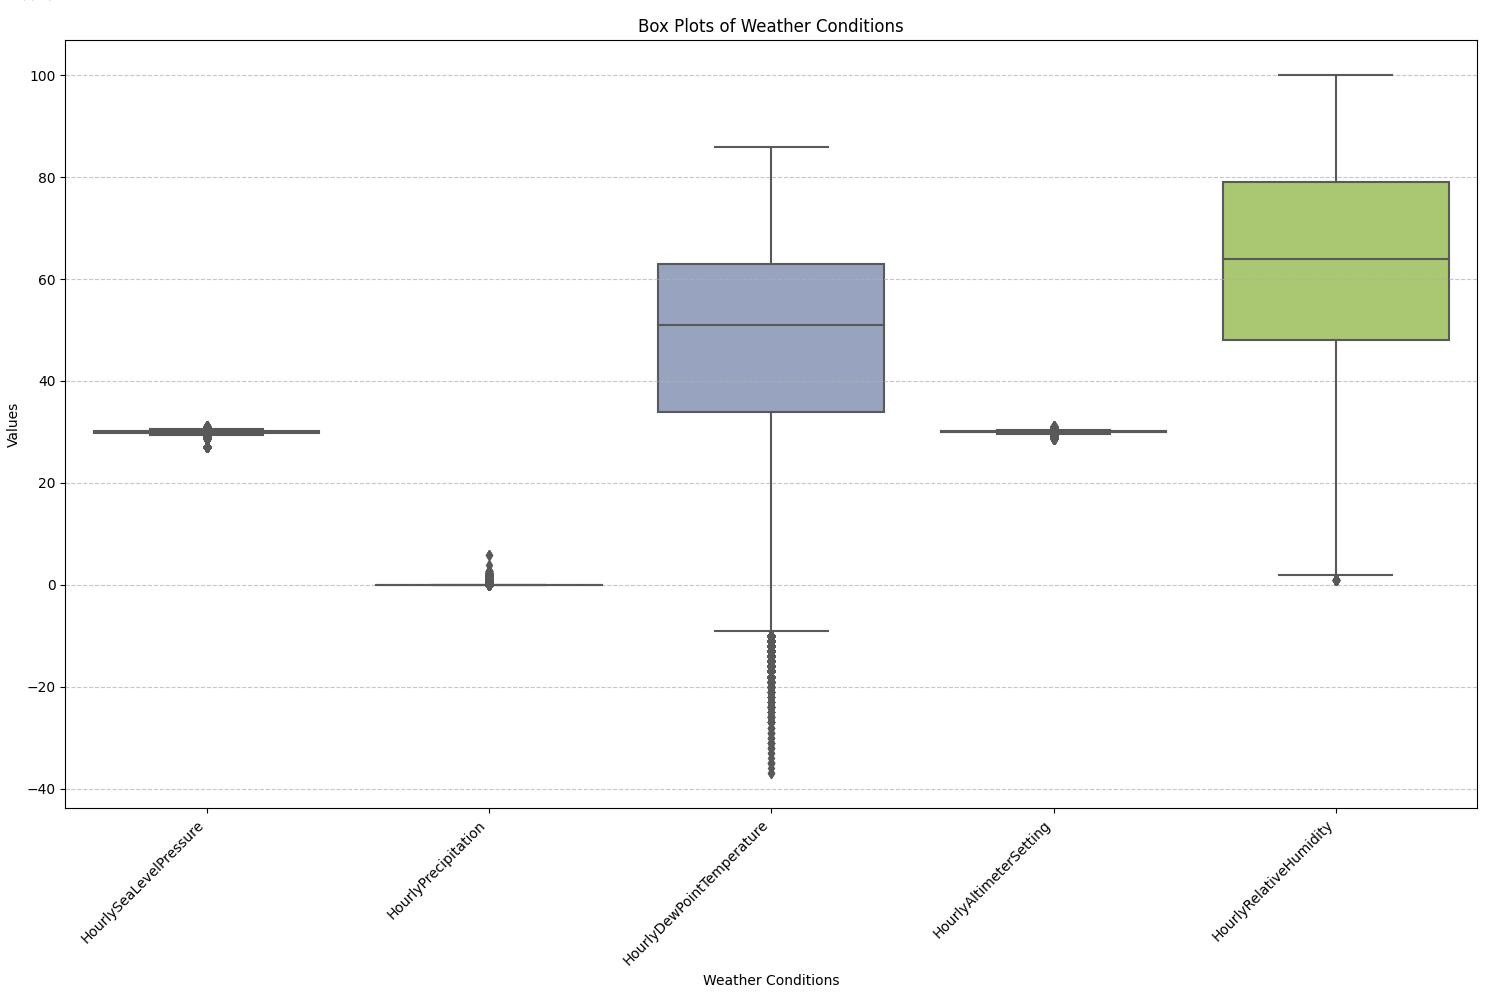 Box Plots of Weather Conditions
100
80
60
40
20
0
−20
−40
Values
HourlySeaLevelPressure
HourlyPrecipitation
HourlyDewPointTemperature
HourlyAltimeterSetting
HourlyRelativeHumidity
Weather Conditions